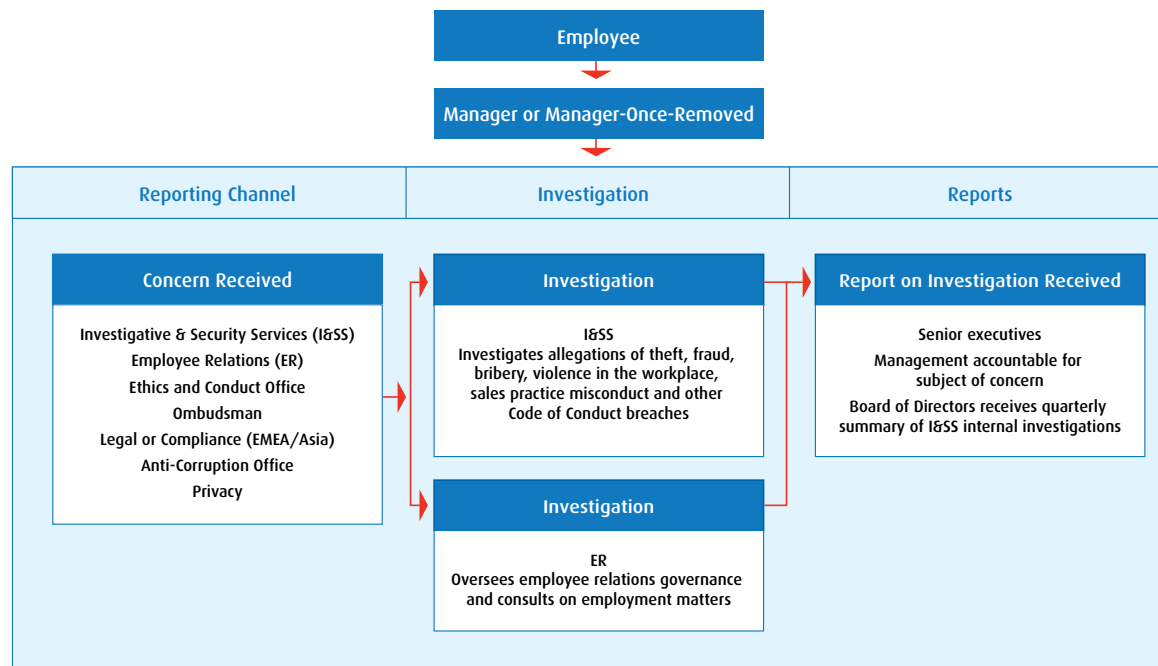 Employee
Manager or Manager-Once-Removed
Reporting Channel
Investigation
Reports
Concern Received
Investigative & Security Services (I&SS)
Employee Relations (ER)
Ethics and Conduct Office
Ombudsman
Legal or Compliance (EMEA/Asia)
Anti-Corruption Office
Privacy
Investigation
I&SS
Investigates allegations of theft, fraud,
bribery, violence in the workplace,
sales practice misconduct and other
Code of Conduct breaches
Investigation
ER
Oversees employee relations governance
and consults on employment matters
Report on Investigation Received
Senior executives
Management accountable for
subject of concern
Board of Directors receives quarterly
summary of I&SS internal investigations